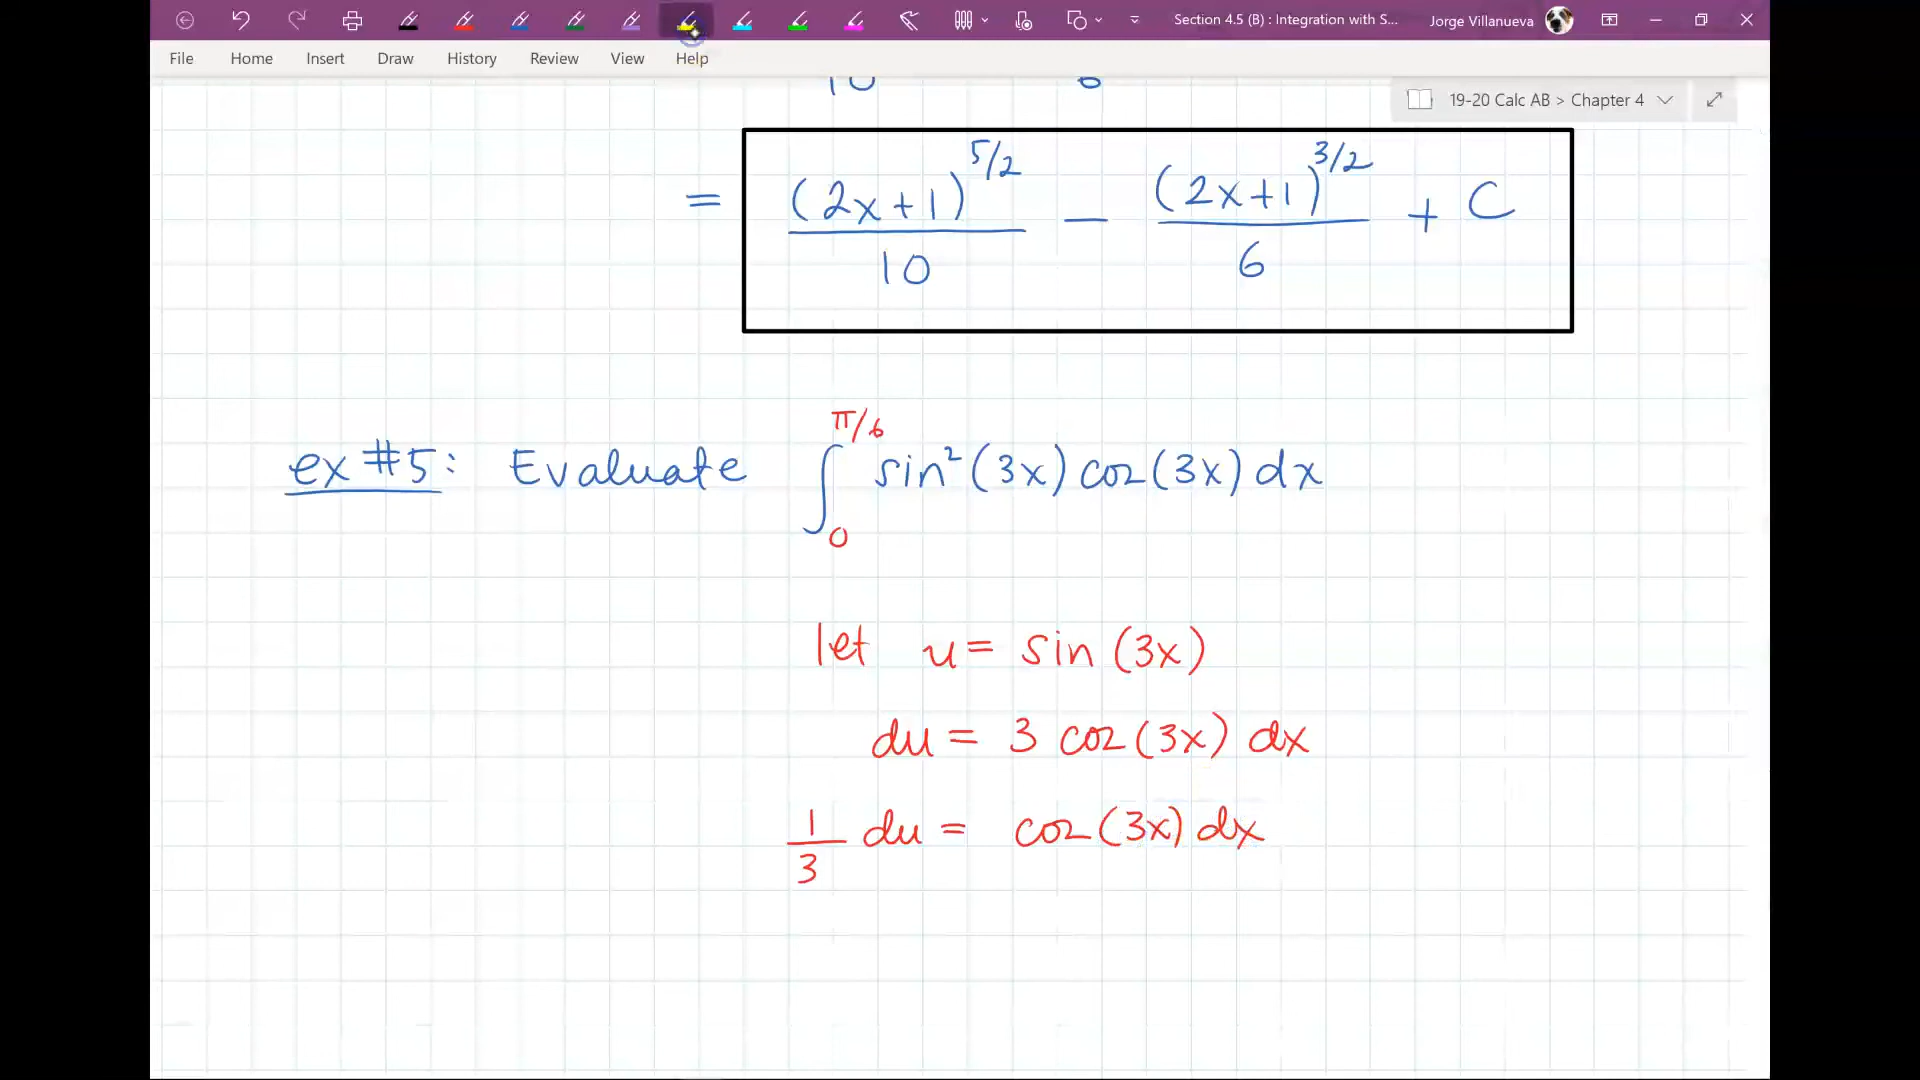 Section 4.5 (B) : Integration with S... Jorge Villanueva
File Home Insert Draw History Review View Help
19-20 Calc AB > Chapter 4
10 6
= (2x+1)^{5/2} / 10 − (2x+1)^{3/2} / 6 + C
ex #5: Evaluate ∫_0^{π/6} sin²(3x) cos(3x) dx
let u = sin (3x)
du = 3 cos(3x) dx
1/3 du = cos(3x) dx